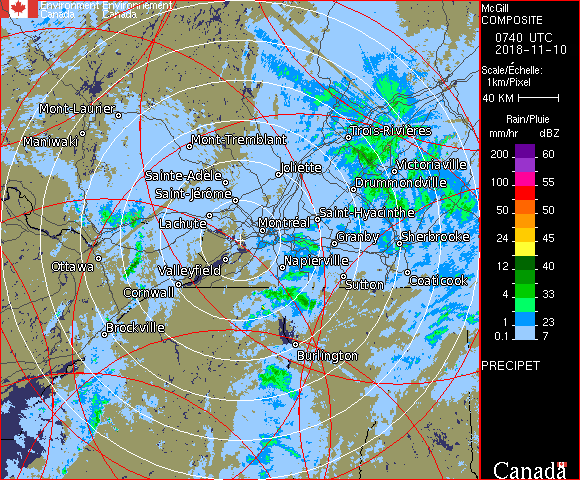 Environment Environnement
Canada Canada
McGill
COMPOSITE
0740 UTC
2018-11-10
Scale/Échelle:
1km/Pixel
40 KM
Rain/Pluie
mm/hr dBZ
200 60
100 55
50 50
24 45
12 40
4 33
1 23
0.1 7
PRECIPET
Canada
Mont-Laurier
Maniwaki
Mont-Tremblant
Trois-Rivières
Sainte-Adèle
Joliette
Victoriaville
Saint-Jérôme
Drummondville
Lachute
Montréal
Saint-Hyacinthe
Granby
Sherbrooke
Ottawa
Valleyfield
Napierville
Cornwall
Sutton
Coaticook
Brockville
Burlington